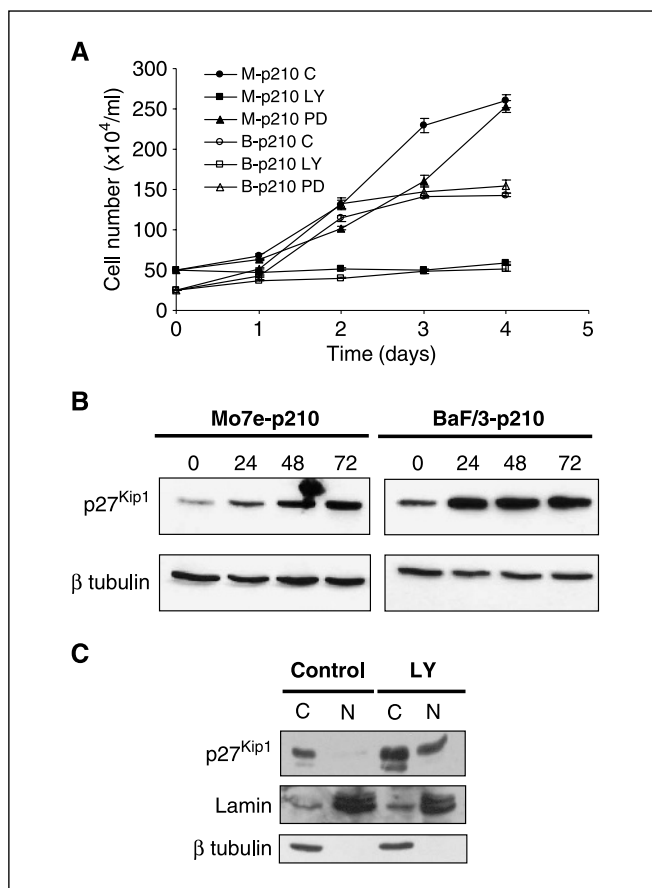 A
Cell number (x10⁴/ml)
300
250
200
150
100
50
0
M-p210 C
M-p210 LY
M-p210 PD
B-p210 C
B-p210 LY
B-p210 PD
0 1 2 3 4 5
Time (days)
B
Mo7e-p210 BaF/3-p210
0 24 48 72 0 24 48 72
p27Kip1
β tubulin
C
Control LY
C N C N
p27Kip1
Lamin
β tubulin